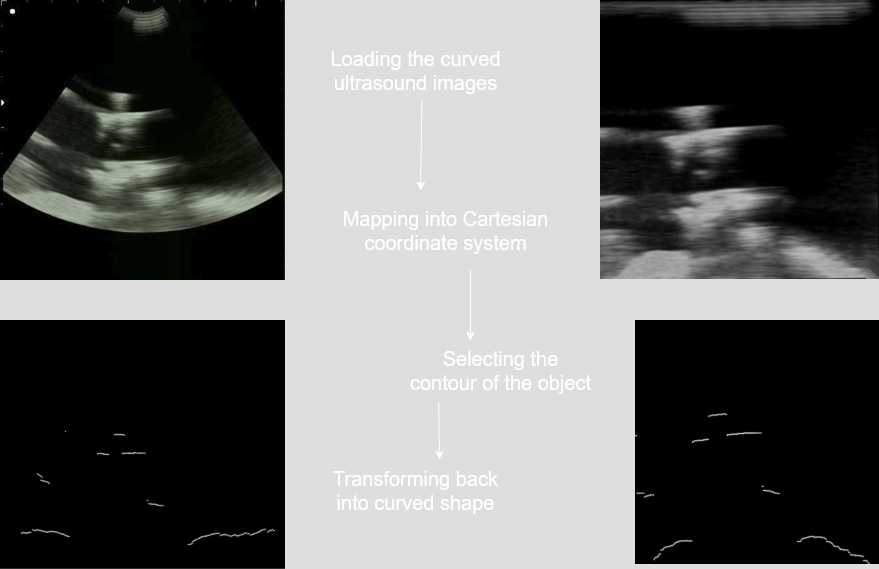 Loading the curved
ultrasound images
Mapping into Cartesian
coordinate system
Selecting the
contour of the object
Transforming back
into curved shape